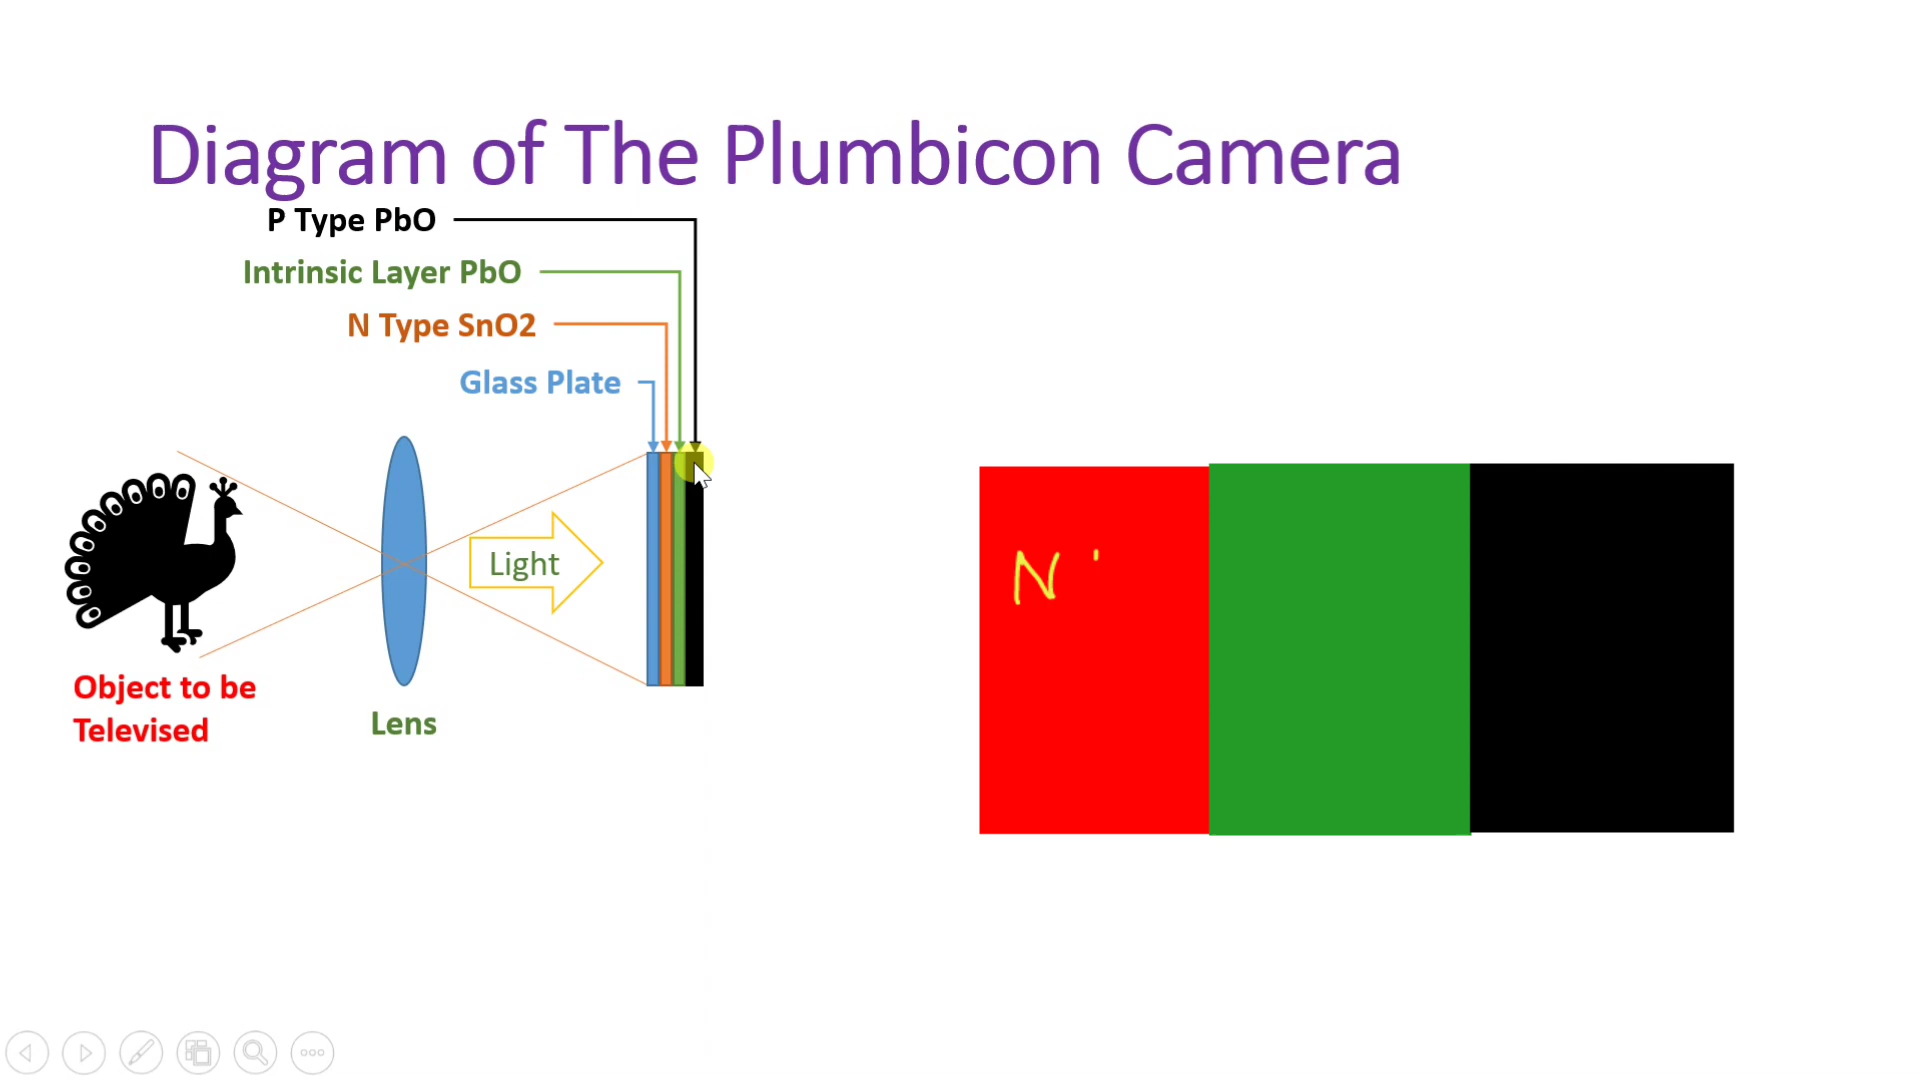 Diagram of The Plumbicon Camera
P Type PbO
Intrinsic Layer PbO
N Type SnO2
Glass Plate
Light
Object to be
Televised
Lens
N '